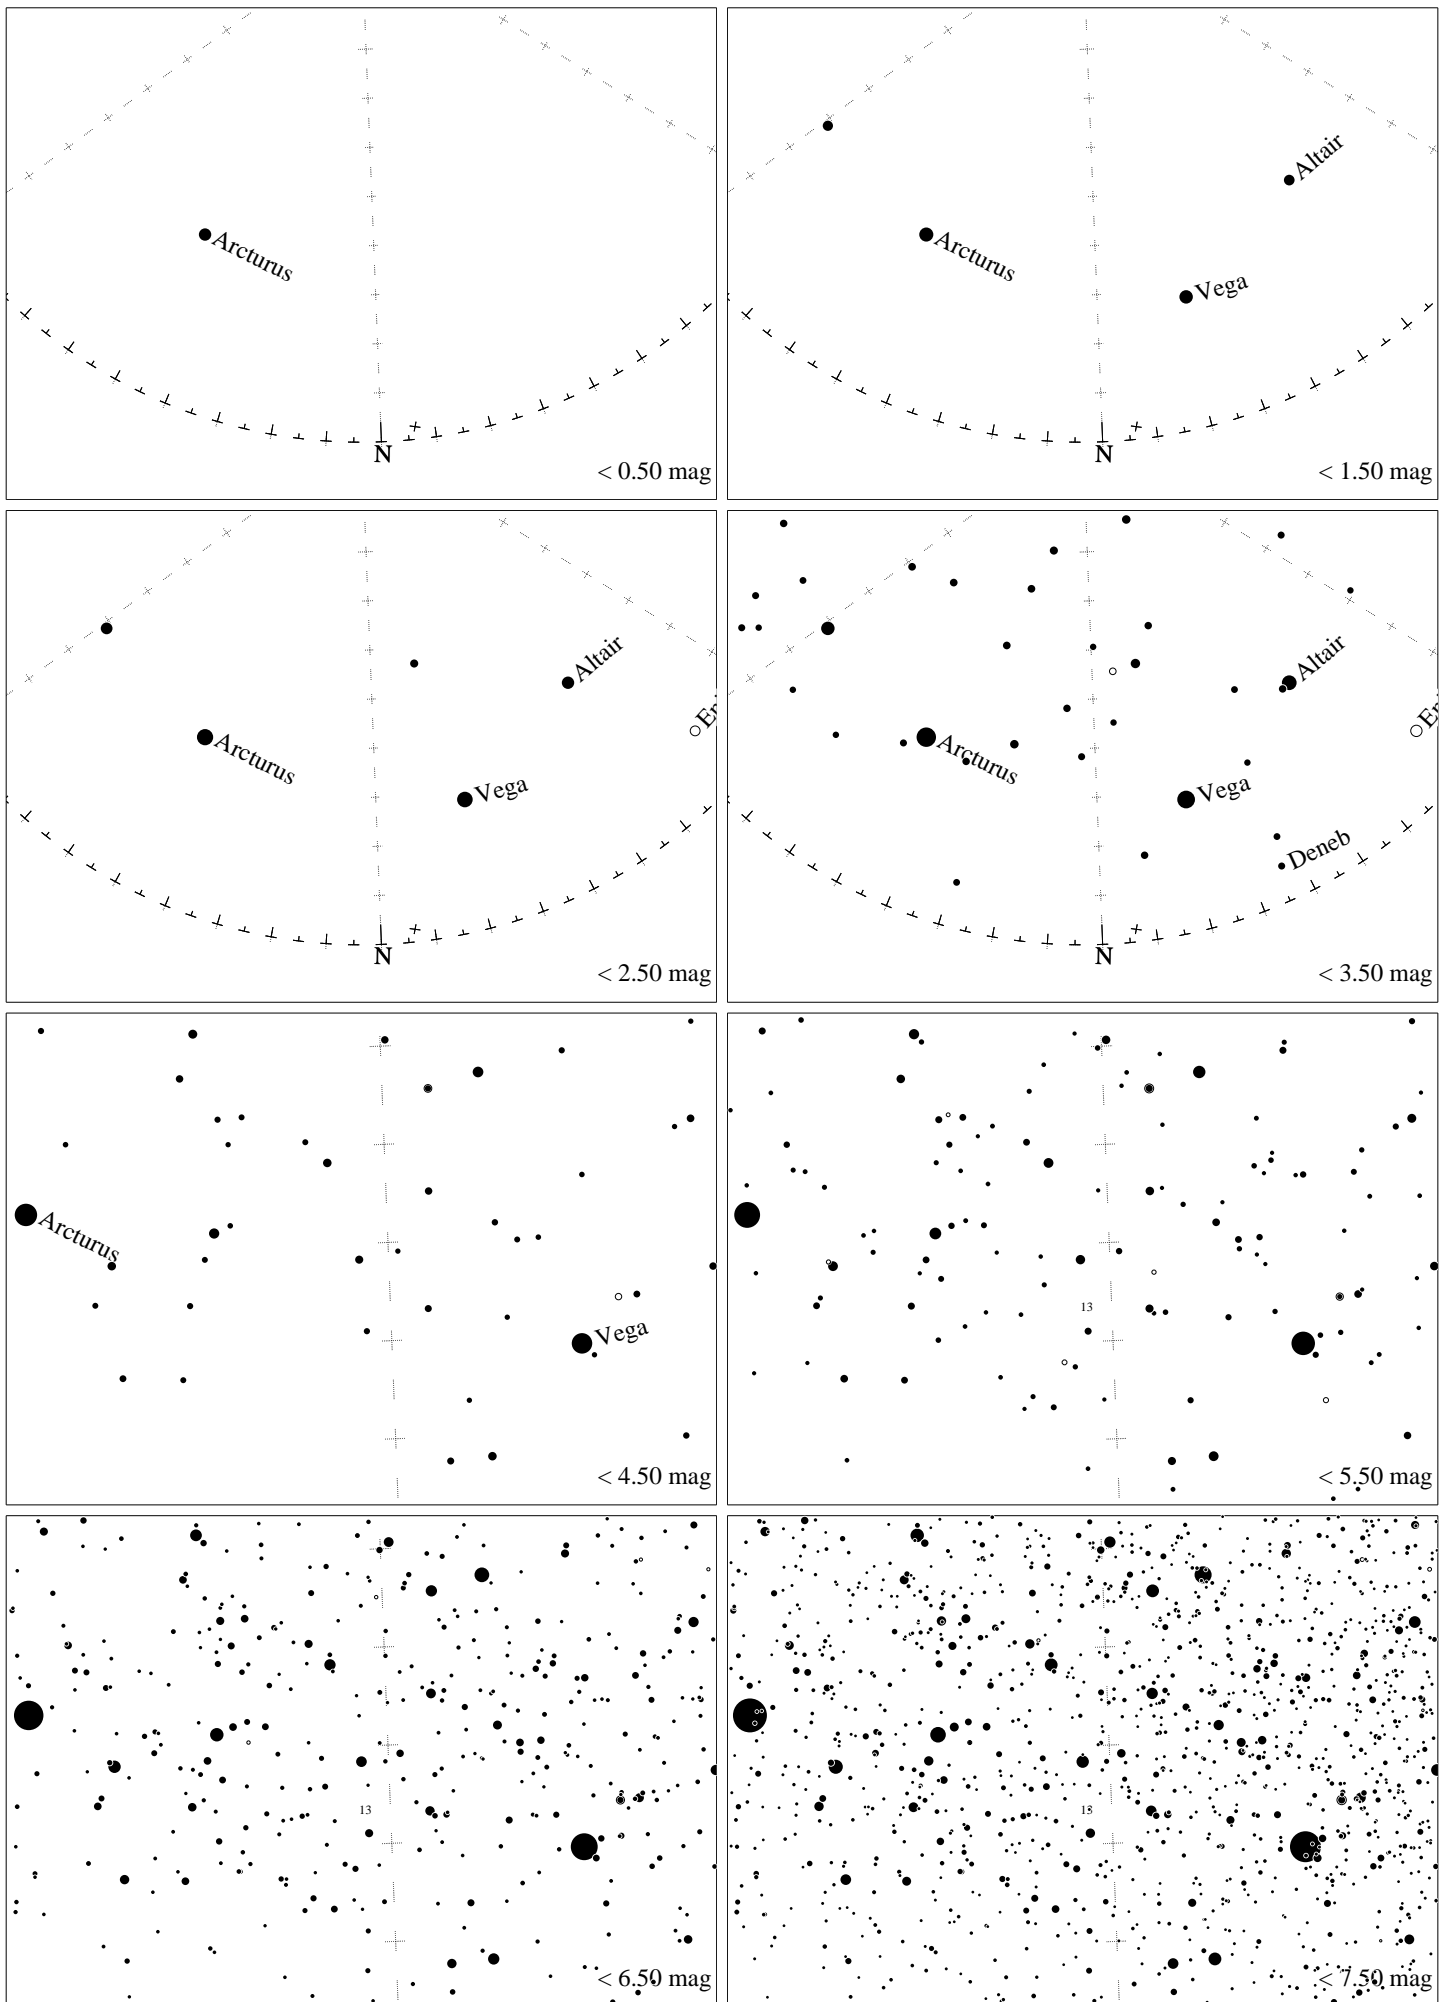 Arcturus
N
< 0.50 mag
Altair
Arcturus
Vega
N
< 1.50 mag
Altair
Er
Arcturus
Vega
N
< 2.50 mag
Altair
Er
Arcturus
Vega
Deneb
N
< 3.50 mag
Arcturus
Vega
< 4.50 mag
13
< 5.50 mag
13
< 6.50 mag
13
< 7.50 mag